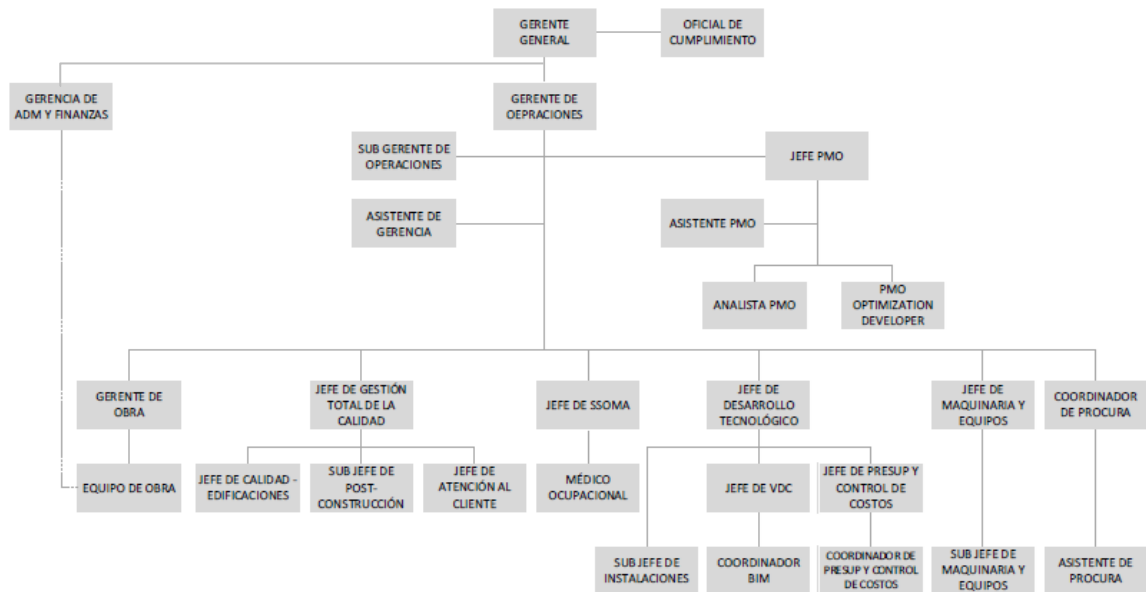 GERENTE
GENERAL
OFICIAL DE
CUMPLIMIENTO
GERENCIA DE
ADM Y FINANZAS
GERENTE DE
OEPRACIONES
SUB GERENTE DE
OPERACIONES
JEFE PMO
ASISTENTE DE
GERENCIA
ASISTENTE PMO
ANALISTA PMO
PMO
OPTIMIZATION
DEVELOPER
GERENTE DE
OBRA
JEFE DE GESTIÓN
TOTAL DE LA
CALIDAD
JEFE DE SSOMA
JEFE DE
DESARROLLO
TECNOLÓGICO
JEFE DE
MAQUINARIA Y
EQUIPOS
COORDINADOR
DE PROCURA
EQUIPO DE OBRA
JEFE DE CALIDAD -
EDIFICACIONES
SUB JEFE DE
POST-
CONSTRUCCIÓN
JEFE DE
ATENCIÓN AL
CLIENTE
MÉDICO
OCUPACIONAL
JEFE DE VDC
JEFE DE PRESUP Y
CONTROL DE
COSTOS
SUB JEFE DE
INSTALACIONES
COORDINADOR
BIM
COORDINADOR DE
PRESUP Y CONTROL
DE COSTOS
SUB JEFE DE
MAQUINARIA Y
EQUIPOS
ASISTENTE DE
PROCURA